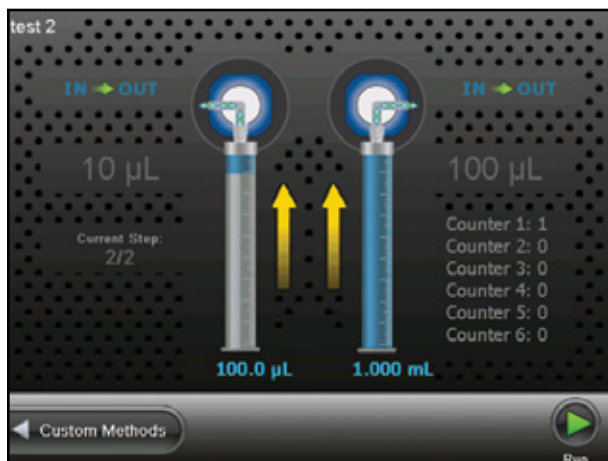 test 2
IN OUT
IN OUT
10 µL
100 µL
Current Step:
2/2
Counter 1: 1
Counter 2: 0
Counter 3: 0
Counter 4: 0
Counter 5: 0
Counter 6: 0
100.0 µL
1.000 mL
Custom Methods
Run